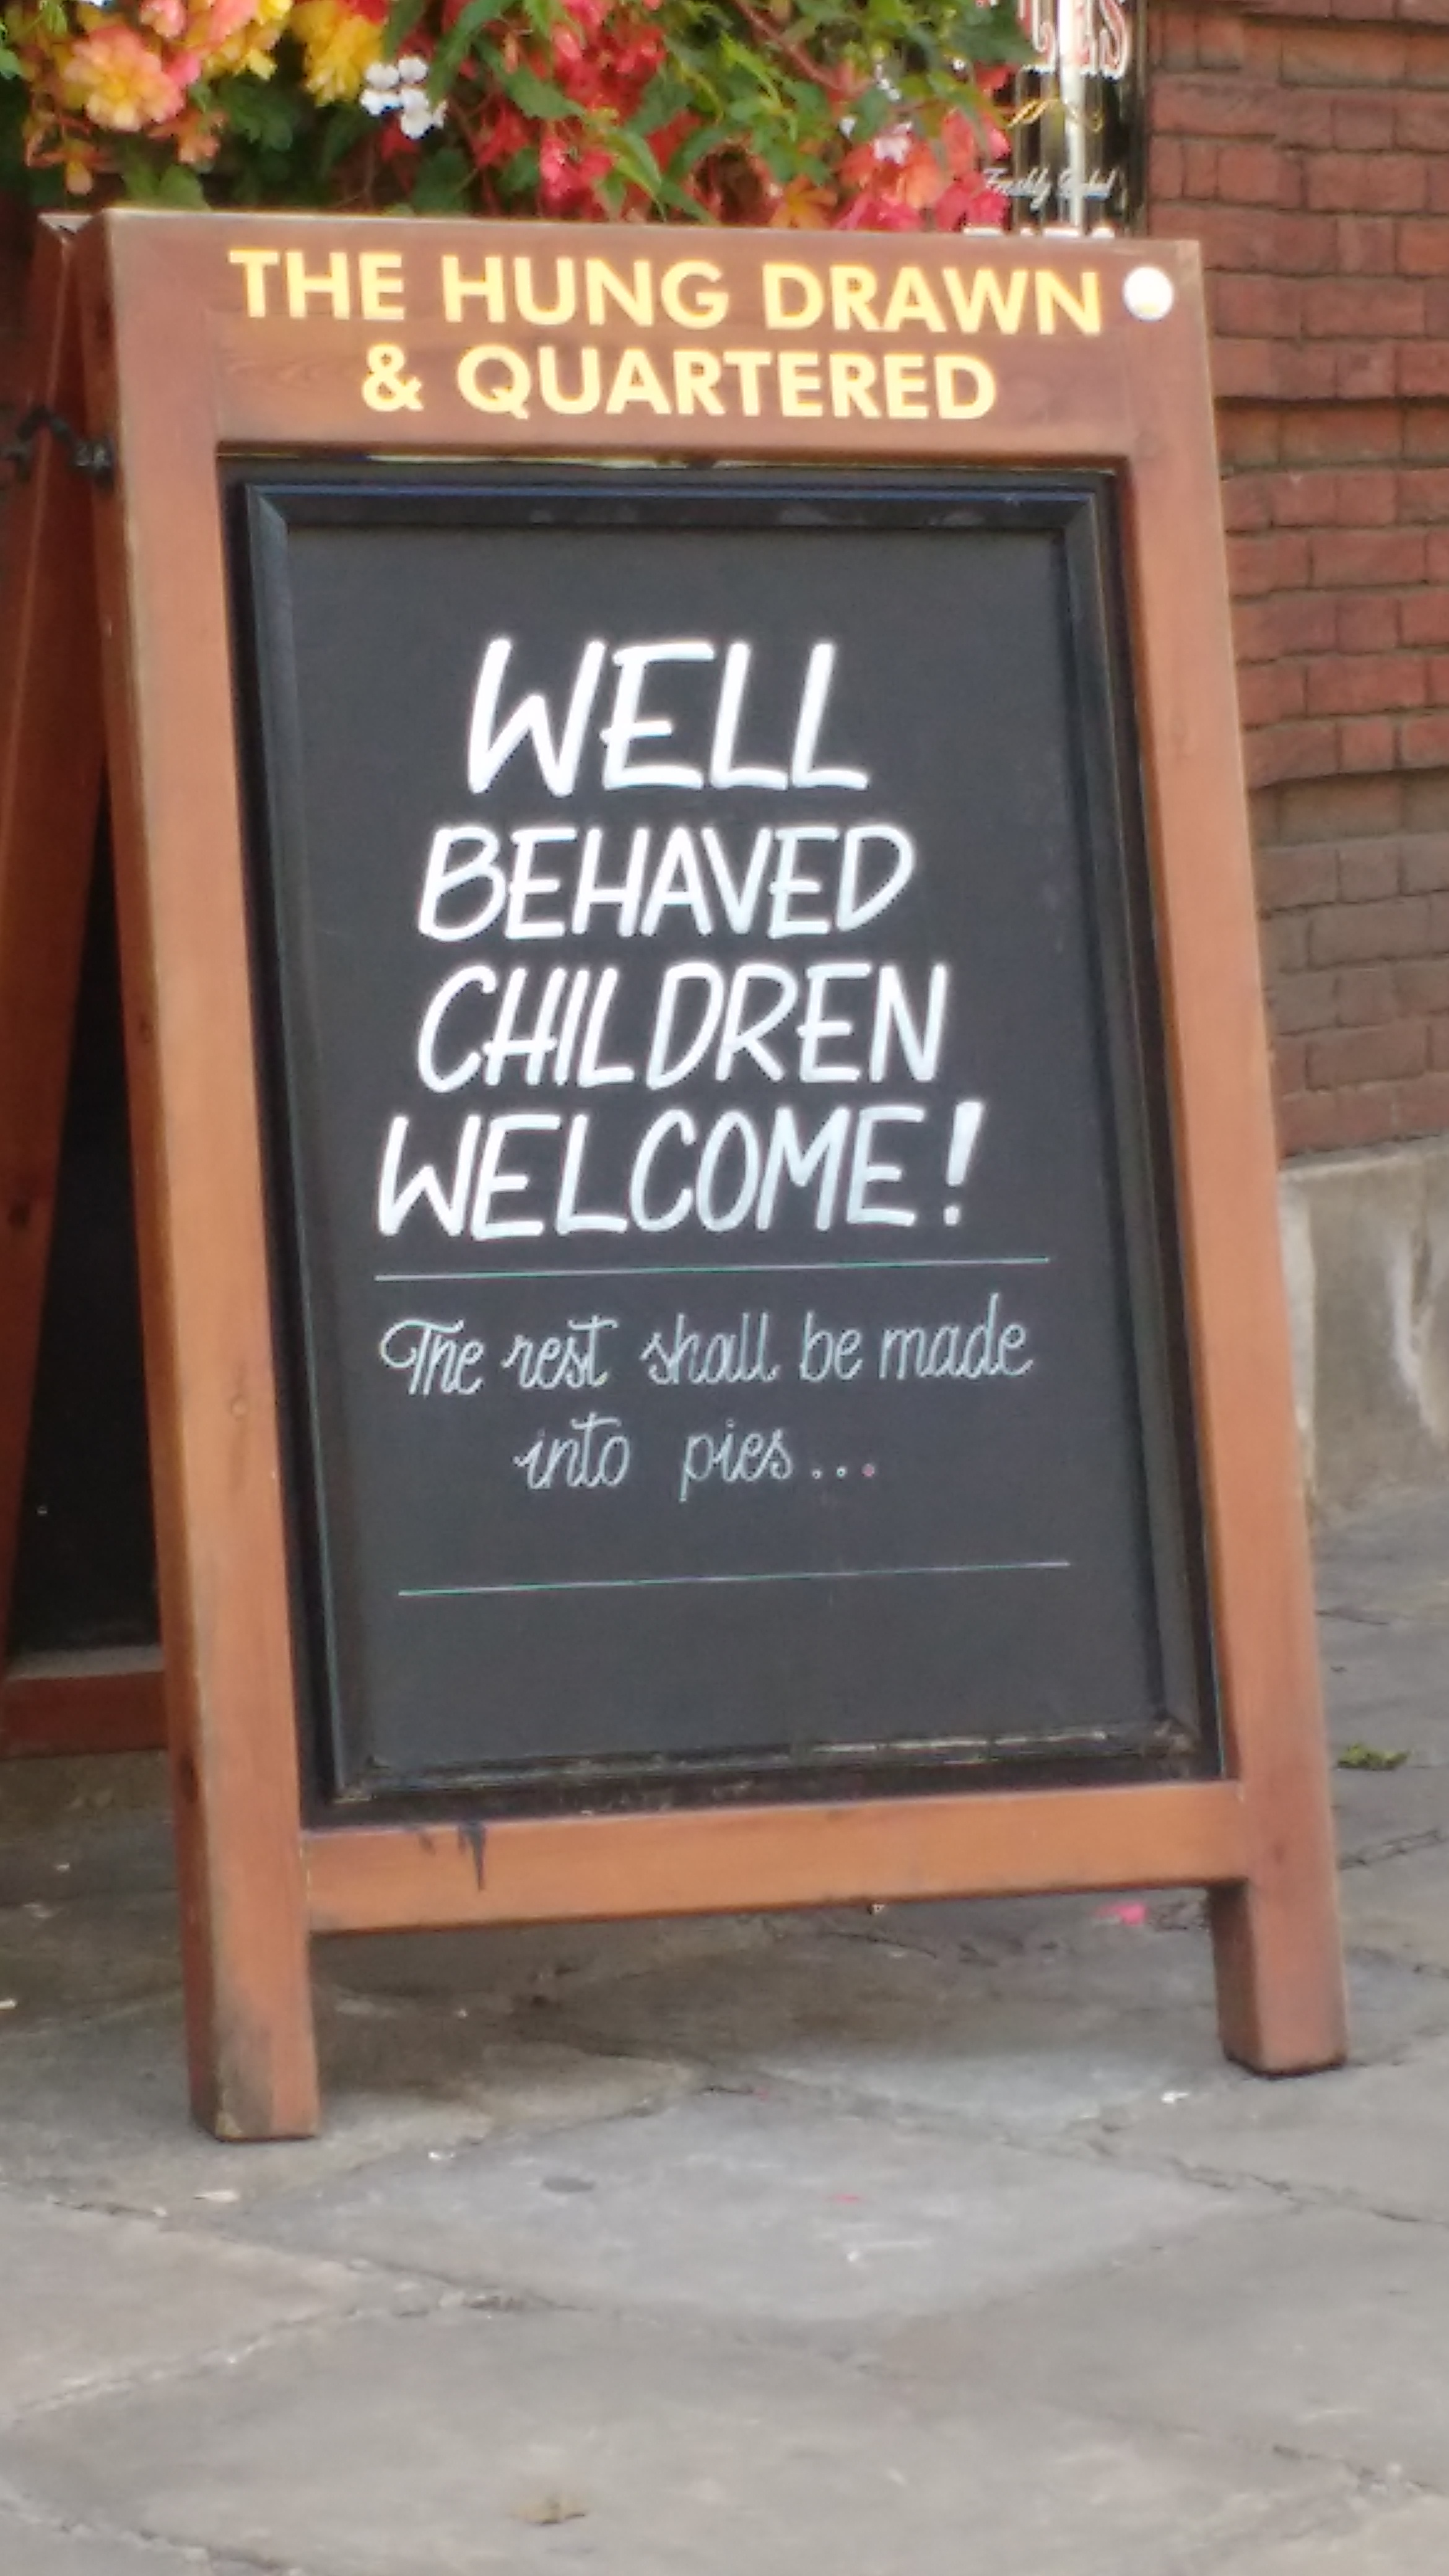 THE HUNG DRAWN
& QUARTERED
WELL
BEHAVED
CHILDREN
WELCOME!
The rest shall be made
into pies...